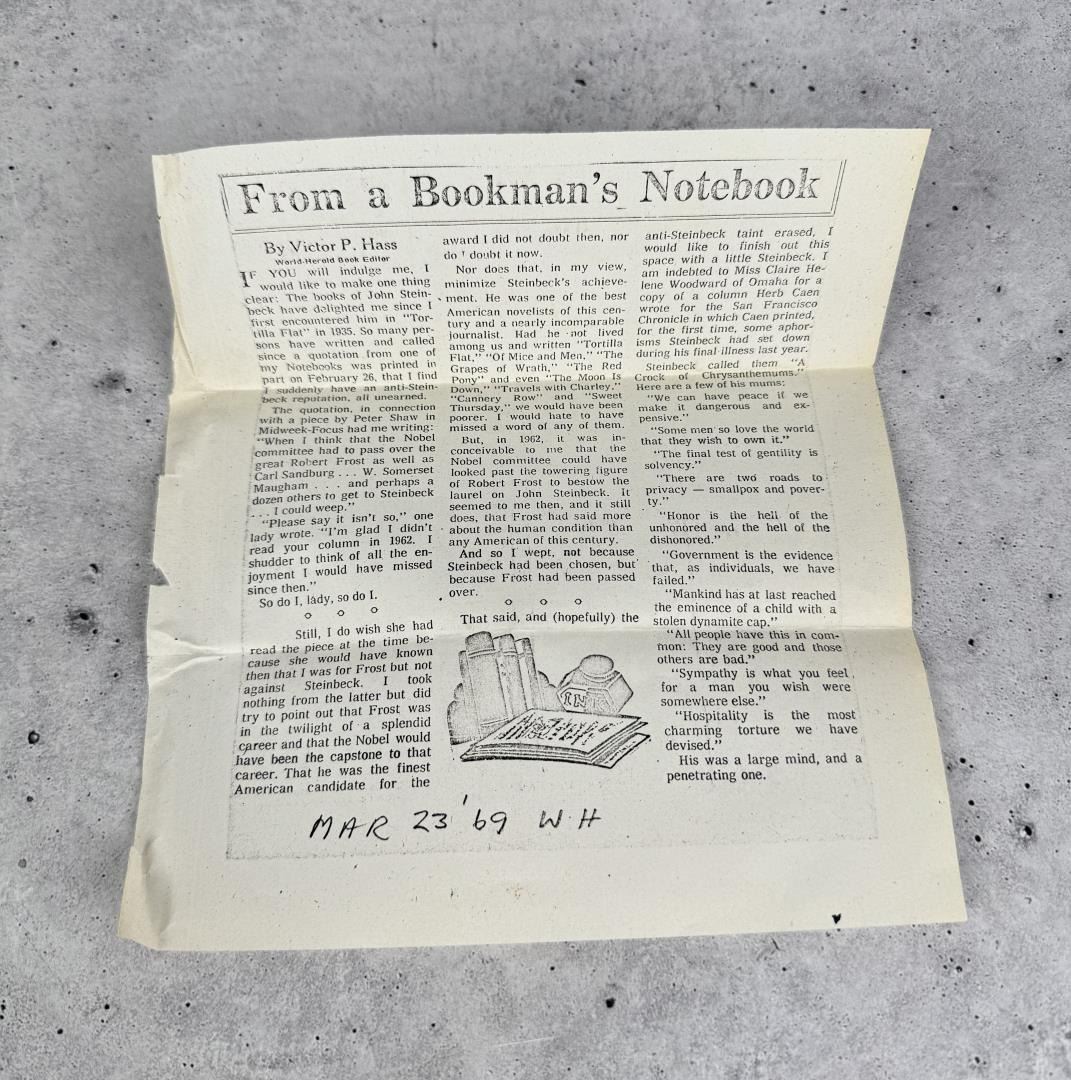 From a Bookman's Notebook
By Victor P. Hass
World-Herald Book Editor
IF YOU will indulge me, I
would like to make one thing
clear: The books of John Stein-
beck have delighted me since I
first encountered him in "Tor-
tilla Flat" in 1935. So many per-
sons have written and called
since a quotation from one of
my Notebooks was printed in
part on February 26, that I find
I suddenly have an anti-Stein-
beck reputation, all unearned.
The quotation, in connection
with a piece by Peter Shaw in
Midweek-Focus had me writing:
"When I think that the Nobel
committee had to pass over the
great Robert Frost as well as
Carl Sandburg . . . W. Somerset
Maugham . . . and perhaps a
dozen others to get to Steinbeck
. . . I could weep."
"Please say it isn't so," one
lady wrote. "I'm glad I didn't
read your column in 1962. I
shudder to think of all the en-
joyment I would have missed
since then."
So do I, lady, so do I.
Still, I do wish she had
read the piece at the time be-
cause she would have known
then that I was for Frost but not
against Steinbeck. I took
nothing from the latter but did
try to point out that Frost was
in the twilight of a splendid
career and that the Nobel would
have been the capstone to that
career. That he was the finest
American candidate for the
award I did not doubt then, nor
do I doubt it now.
Nor does that, in my view,
minimize Steinbeck's achieve-
ment. He was one of the best
American novelists of this cen-
tury and a nearly incomparable
journalist. Had he not lived
among us and written "Tortilla
Flat," "Of Mice and Men," "The
Grapes of Wrath," "The Red
Pony" and even "The Moon Is
Down," "Travels with Charley,"
"Cannery Row" and "Sweet
Thursday," we would have been
poorer. I would hate to have
missed a word of any of them.
But, in 1962, it was in-
conceivable to me that the
Nobel committee could have
looked past the towering figure
of Robert Frost to bestow the
laurel on John Steinbeck. It
seemed to me then, and it still
does, that Frost had said more
about the human condition than
any American of this century.
And so I wept, not because
Steinbeck had been chosen, but
because Frost had been passed
over.
That said, and (hopefully) the
INK
anti-Steinbeck taint erased, I
would like to finish out this
space with a little Steinbeck. I
am indebted to Miss Claire He-
lene Woodward of Omaha for a
copy of a column Herb Caen
wrote for the San Francisco
Chronicle in which Caen printed,
for the first time, some aphor-
isms Steinbeck had set down
during his final illness last year.
Steinbeck called them "A
Crock of Chrysanthemums."
Here are a few of his mums:
"We can have peace if we
make it dangerous and ex-
pensive."
"Some men so love the world
that they wish to own it."
"The final test of gentility is
solvency."
"There are two roads to
privacy — smallpox and pover-
ty."
"Honor is the hell of the
unhonored and the hell of the
dishonored."
"Government is the evidence
that, as individuals, we have
failed."
"Mankind has at last reached
the eminence of a child with a
stolen dynamite cap."
"All people have this in com-
mon: They are good and those
others are bad."
"Sympathy is what you feel
for a man you wish were
somewhere else."
"Hospitality is the most
charming torture we have
devised."
His was a large mind, and a
penetrating one.
MAR 23 '69 W·H